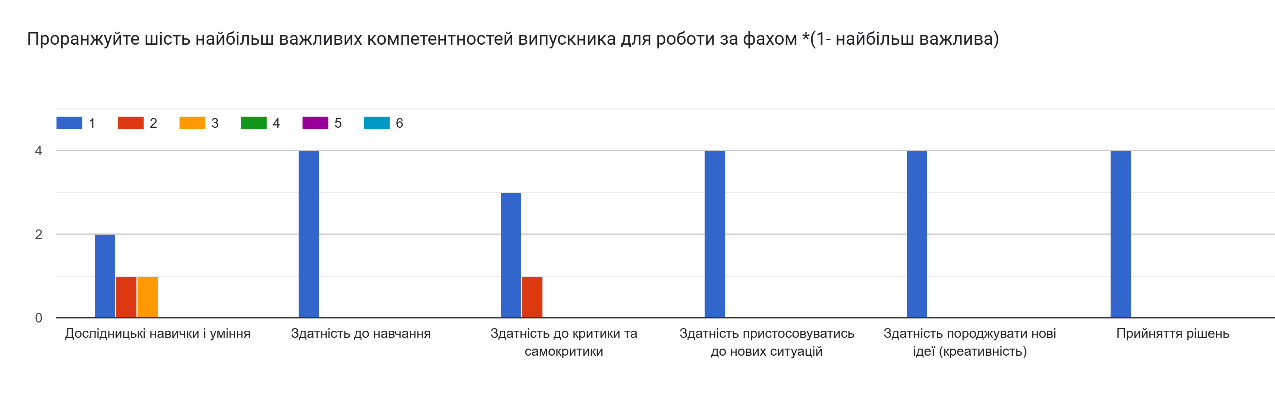 Проранжуйте шість найбільш важливих компетентностей випускника для роботи за фахом *(1- найбільш важлива)
1 2 3 4 5 6
4
2
0
Дослідницькі навички і уміння
Здатність до навчання
Здатність до критики та
самокритики
Здатність пристосовуватись
до нових ситуацій
Здатність породжувати нові
ідеї (креативність)
Прийняття рішень